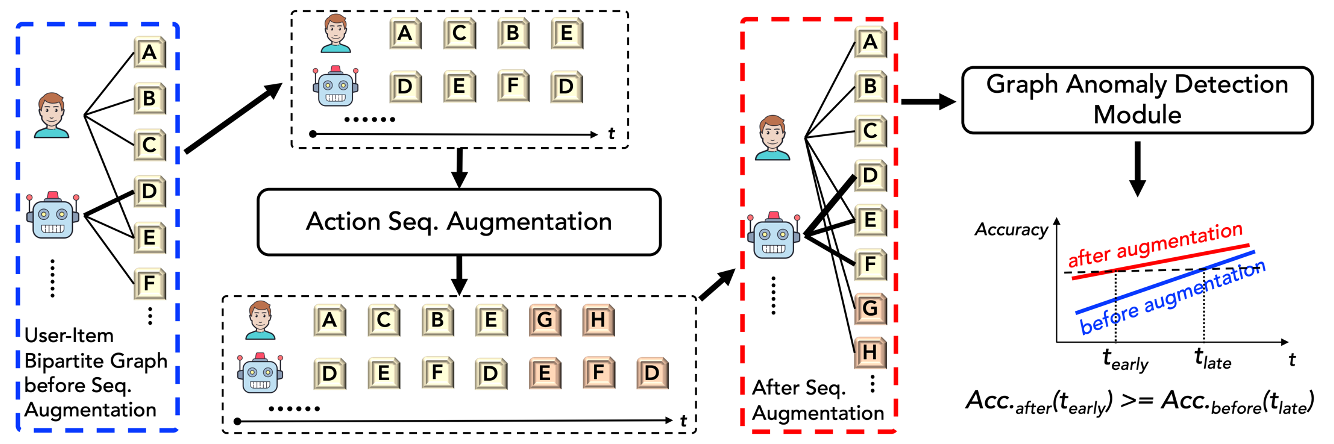 A
B
C
D
E
F
User-Item
Bipartite Graph
before Seq.
Augmentation
A C B E
D E F D
t
Action Seq. Augmentation
A C B E G H
D E F D E F D
t
A
B
C
D
E
F
G
H
After Seq.
Augmentation
Graph Anomaly Detection
Module
Accuracy
after augmentation
before augmentation
t_early t_late t
Acc._after(t_early) >= Acc._before(t_late)